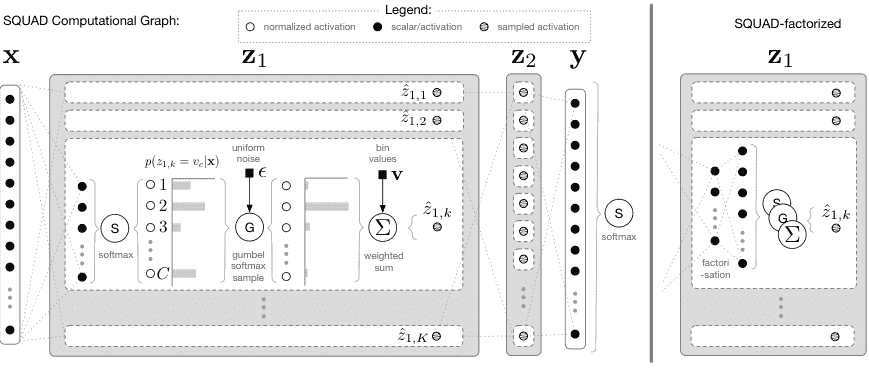 SQUAD Computational Graph:
Legend:
normalized activation
scalar/activation
sampled activation
SQUAD-factorized
x
z₁
z₂
y
z₁
ẑ₁,₁
ẑ₁,₂
p(z₁,ₖ = v_c|x)
uniform
noise
ϵ
bin
values
v
1
2
3
C
S
softmax
G
gumbel
softmax
sample
Σ
weighted
sum
ẑ₁,ₖ
ẑ₁,K
S
softmax
factori
-sation
S
G
Σ
ẑ₁,ₖ